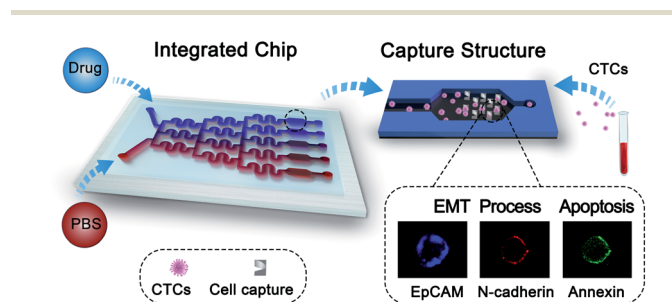 Integrated Chip
Capture Structure
Drug
CTCs
PBS
EMT Process Apoptosis
CTCs Cell capture
EpCAM N-cadherin Annexin